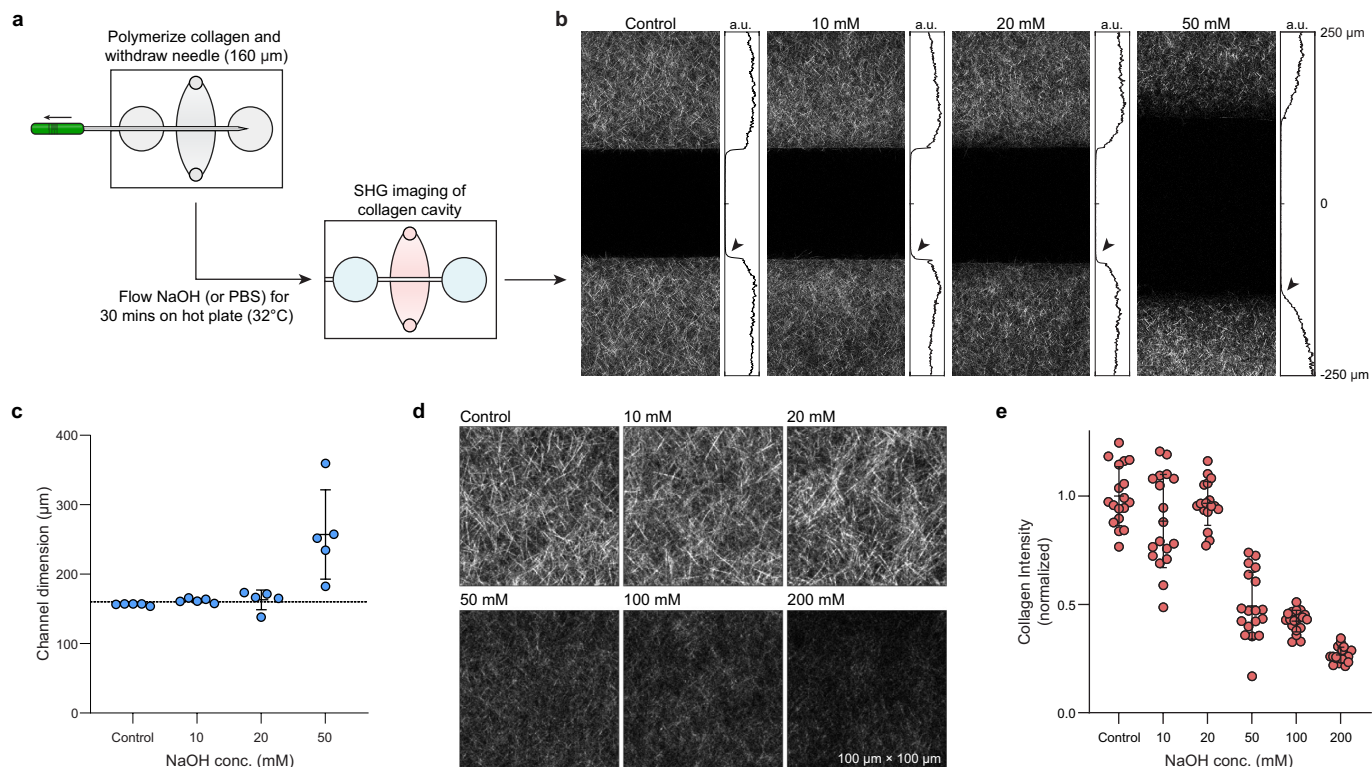 a
Polymerize collagen and
withdraw needle (160 µm)
SHG imaging of
collagen cavity
Flow NaOH (or PBS) for
30 mins on hot plate (32°C)
b
Control a.u. 10 mM a.u. 20 mM a.u. 50 mM a.u.
250 µm
0
-250 µm
c
400
300
200
100
0
Channel dimension (µm)
Control 10 20 50
NaOH conc. (mM)
d
Control 10 mM 20 mM
50 mM 100 mM 200 mM
100 µm × 100 µm
e
1.0
0.5
0.0
Collagen Intensity
(normalized)
Control 10 20 50 100 200
NaOH conc. (mM)